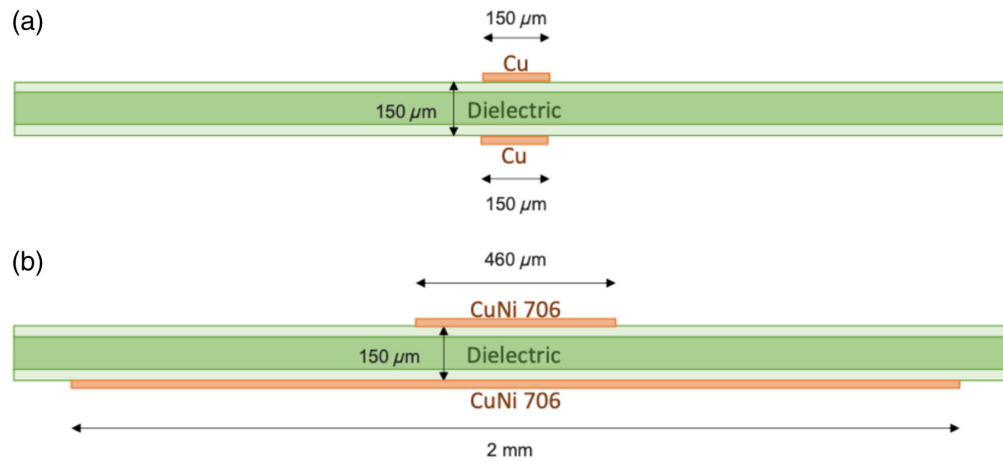 (a)
150 µm
Cu
150 µm
Dielectric
Cu
150 µm
(b)
460 µm
CuNi 706
150 µm
Dielectric
CuNi 706
2 mm